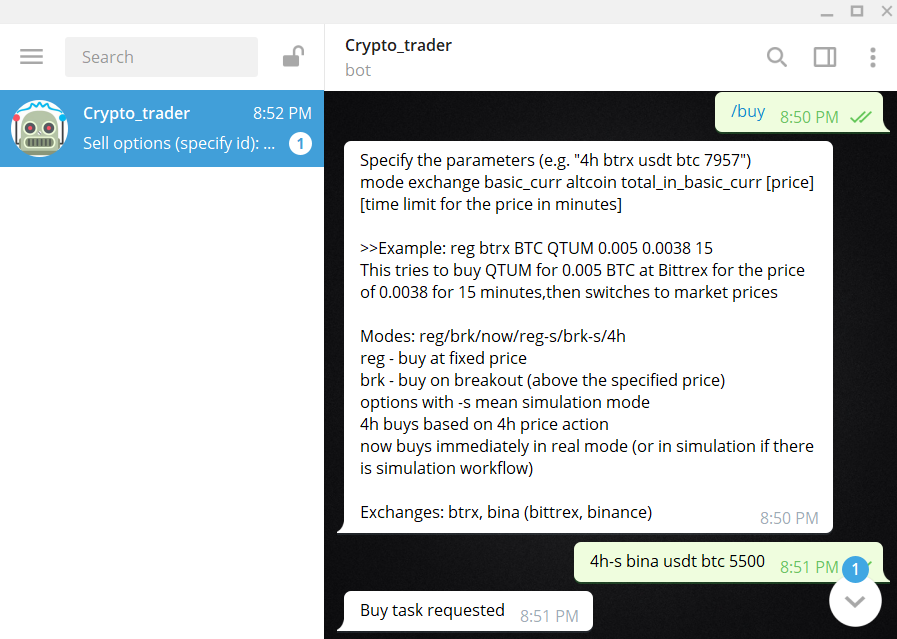 Search
Crypto_trader
bot
Crypto_trader 8:52 PM
Sell options (specify id): ... 1
/buy 8:50 PM
Specify the parameters (e.g. "4h btrx usdt btc 7957")
mode exchange basic_curr altcoin total_in_basic_curr [price]
[time limit for the price in minutes]
>>Example: reg btrx BTC QTUM 0.005 0.0038 15
This tries to buy QTUM for 0.005 BTC at Bittrex for the price
of 0.0038 for 15 minutes,then switches to market prices
Modes: reg/brk/now/reg-s/brk-s/4h
reg - buy at fixed price
brk - buy on breakout (above the specified price)
options with -s mean simulation mode
4h buys based on 4h price action
now buys immediately in real mode (or in simulation if there
is simulation workflow)
Exchanges: btrx, bina (bittrex, binance)
8:50 PM
4h-s bina usdt btc 5500 8:51 PM
1
Buy task requested 8:51 PM